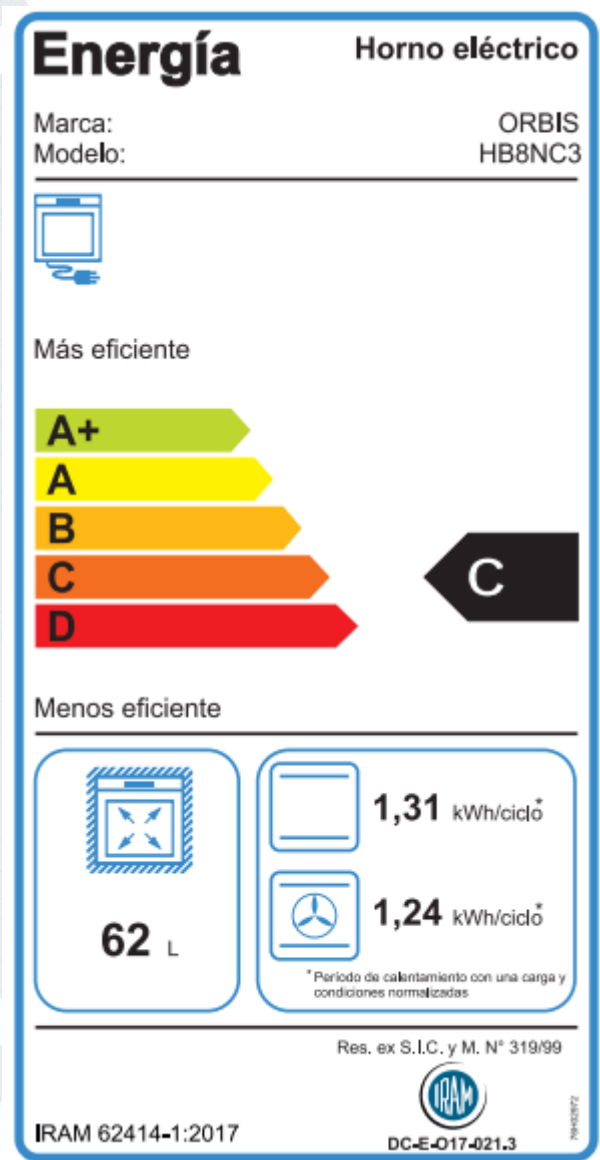 Energía Horno eléctrico
Marca: ORBIS
Modelo: HB8NC3
Más eficiente
A+
A
B
C
C
D
Menos eficiente
62 L
1,31 kWh/ciclo*
1,24 kWh/ciclo*
*Período de calentamiento con una carga y
condiciones normalizadas
Res. ex S.I.C. y M. N° 319/99
IRAM
IRAM 62414-1:2017
DC-E-O17-021.3